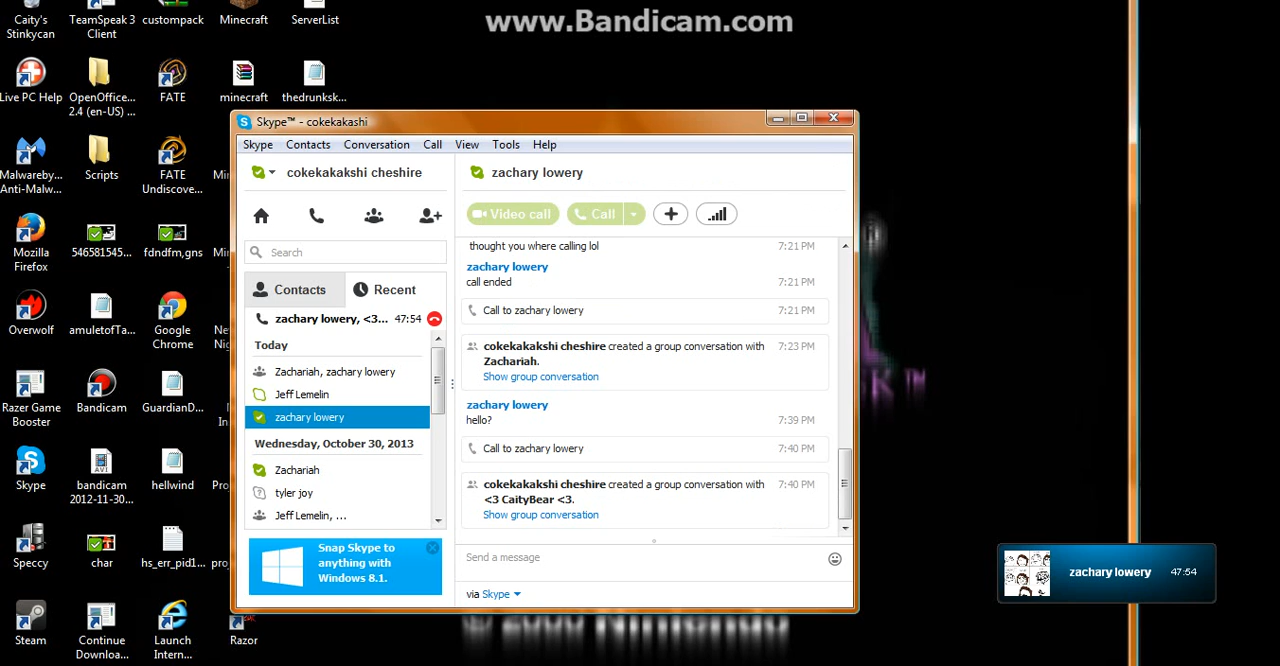 www.Bandicam.com
Caity's
Stinkycan
TeamSpeak 3
Client
custompack
Minecraft
ServerList
Live PC Help
OpenOffice...
2.4 (en-US) ...
FATE
minecraft
thedrunksk...
Malwareby...
Anti-Malw...
Scripts
FATE
Undiscove...
Mozilla
Firefox
546581545...
fdndfm,gns
Overwolf
amuletofTa...
Google
Chrome
Razer Game
Booster
Bandicam
GuardianD...
Skype
bandicam
2012-11-30...
hellwind
Speccy
char
hs_err_pid1...
Steam
Continue
Downloa...
Launch
Intern...
Razor
Skype™ - cokekakashi
Skype Contacts Conversation Call View Tools Help
cokekakakshi cheshire
Search
Contacts
Recent
zachary lowery, <3... 47:54
Today
Zachariah, zachary lowery
Jeff Lemelin
zachary lowery
Wednesday, October 30, 2013
Zachariah
tyler joy
Jeff Lemelin, ...
Snap Skype to
anything with
Windows 8.1.
zachary lowery
Video call
Call
thought you where calling lol 7:21 PM
zachary lowery
call ended 7:21 PM
Call to zachary lowery 7:21 PM
cokekakakshi cheshire created a group conversation with 7:23 PM
Zachariah.
Show group conversation
zachary lowery
hello? 7:39 PM
Call to zachary lowery 7:40 PM
cokekakakshi cheshire created a group conversation with 7:40 PM
<3 CaityBear <3.
Show group conversation
Send a message
via Skype
zachary lowery 47:54
Nintendo